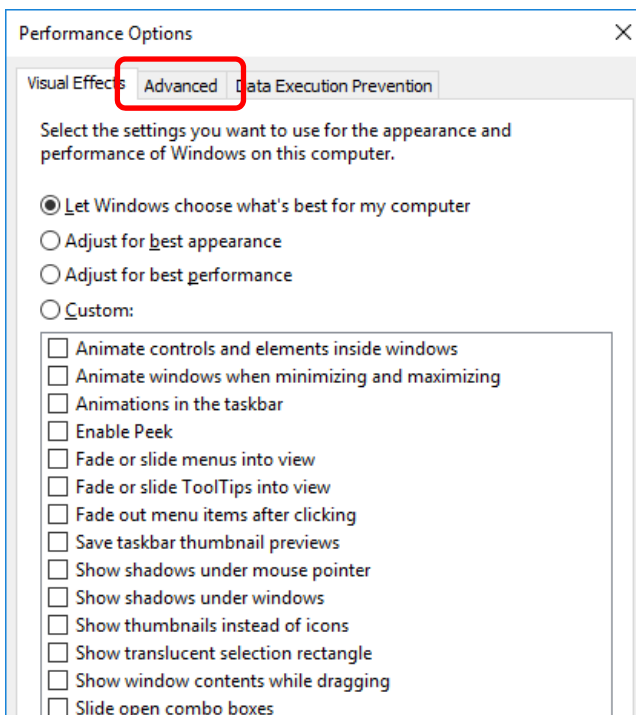 Performance Options
Visual Effects Advanced Data Execution Prevention
Select the settings you want to use for the appearance and
performance of Windows on this computer.
Let Windows choose what's best for my computer
Adjust for best appearance
Adjust for best performance
Custom:
Animate controls and elements inside windows
Animate windows when minimizing and maximizing
Animations in the taskbar
Enable Peek
Fade or slide menus into view
Fade or slide ToolTips into view
Fade out menu items after clicking
Save taskbar thumbnail previews
Show shadows under mouse pointer
Show shadows under windows
Show thumbnails instead of icons
Show translucent selection rectangle
Show window contents while dragging
Slide open combo boxes